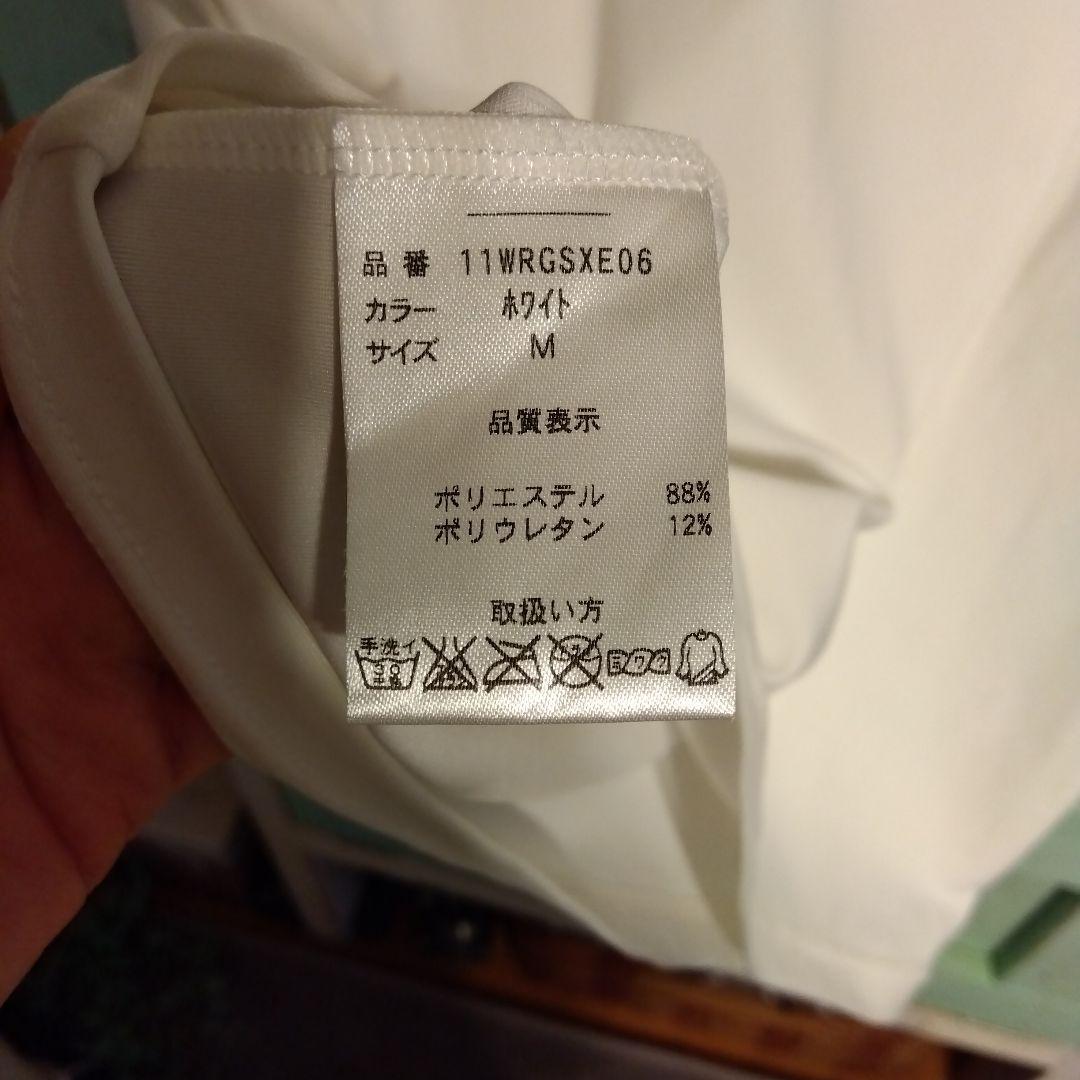 品番 11WRGSXE06
カラー ホワイト
サイズ M
品質表示
ポリエステル 88%
ポリウレタン 12%
取扱い方
手洗イ
30